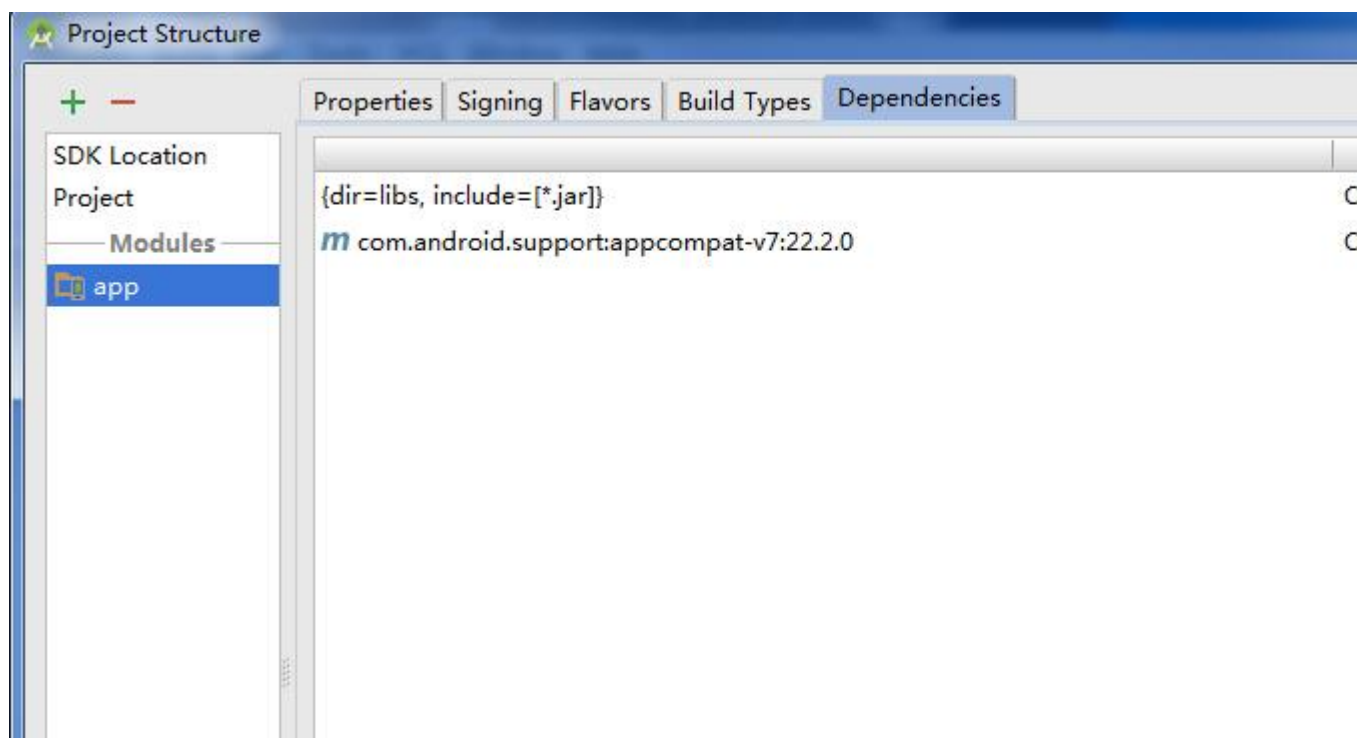 Project Structure
Properties Signing Flavors Build Types Dependencies
SDK Location
Project
Modules
app
{dir=libs, include=[*.jar]}
m com.android.support:appcompat-v7:22.2.0